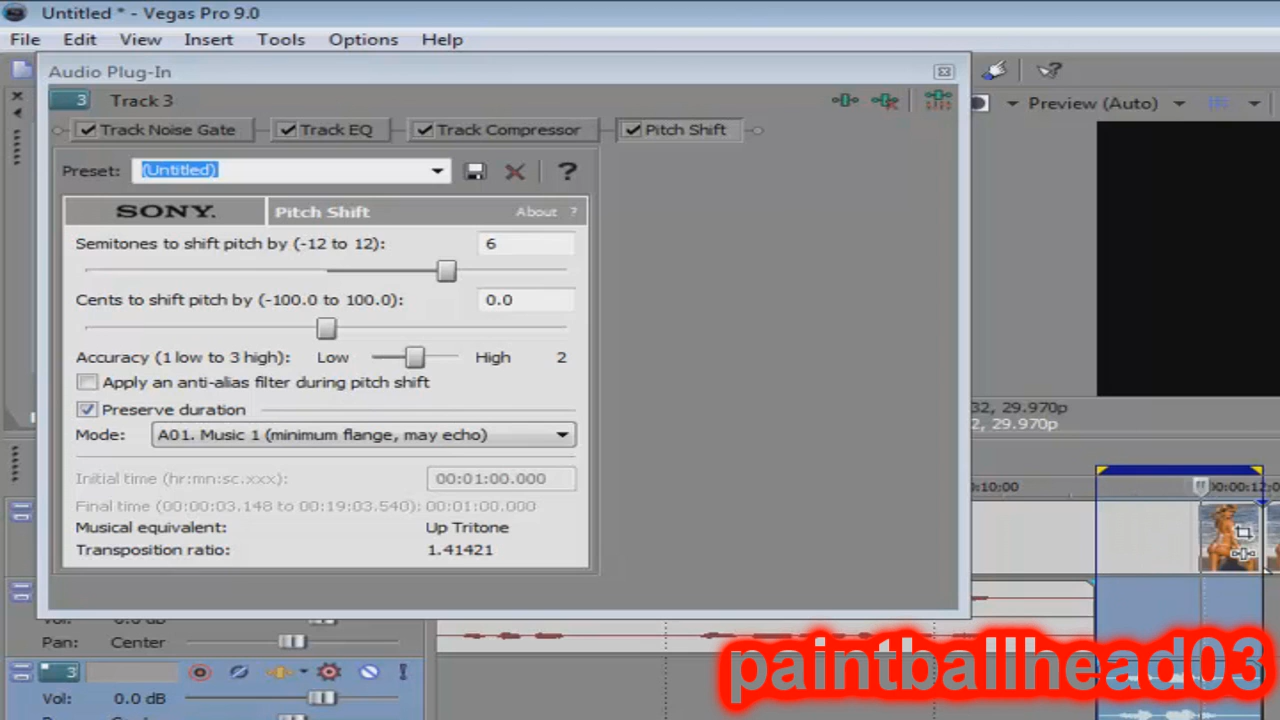 Untitled * - Vegas Pro 9.0
File Edit View Insert Tools Options Help
Audio Plug-In
3 Track 3
Preview (Auto)
Track Noise Gate Track EQ Track Compressor Pitch Shift
Preset: (Untitled) ?
SONY. Pitch Shift About ?
Semitones to shift pitch by (-12 to 12): 6
Cents to shift pitch by (-100.0 to 100.0): 0.0
Accuracy (1 low to 3 high): Low High 2
Apply an anti-alias filter during pitch shift
Preserve duration
32, 29.970p
2, 29.970p
Mode: A01. Music 1 (minimum flange, may echo)
Initial time (hr:mn:sc.xxx): 00:01:00.000
0:10:00 00:00:12:0
Final time (00:00:03.148 to 00:19:03.540): 00:01:00.000
Musical equivalent: Up Tritone
Transposition ratio: 1.41421
Vol: 0.0 dB
Pan: Center
paintballhead03
3
Vol: 0.0 dB